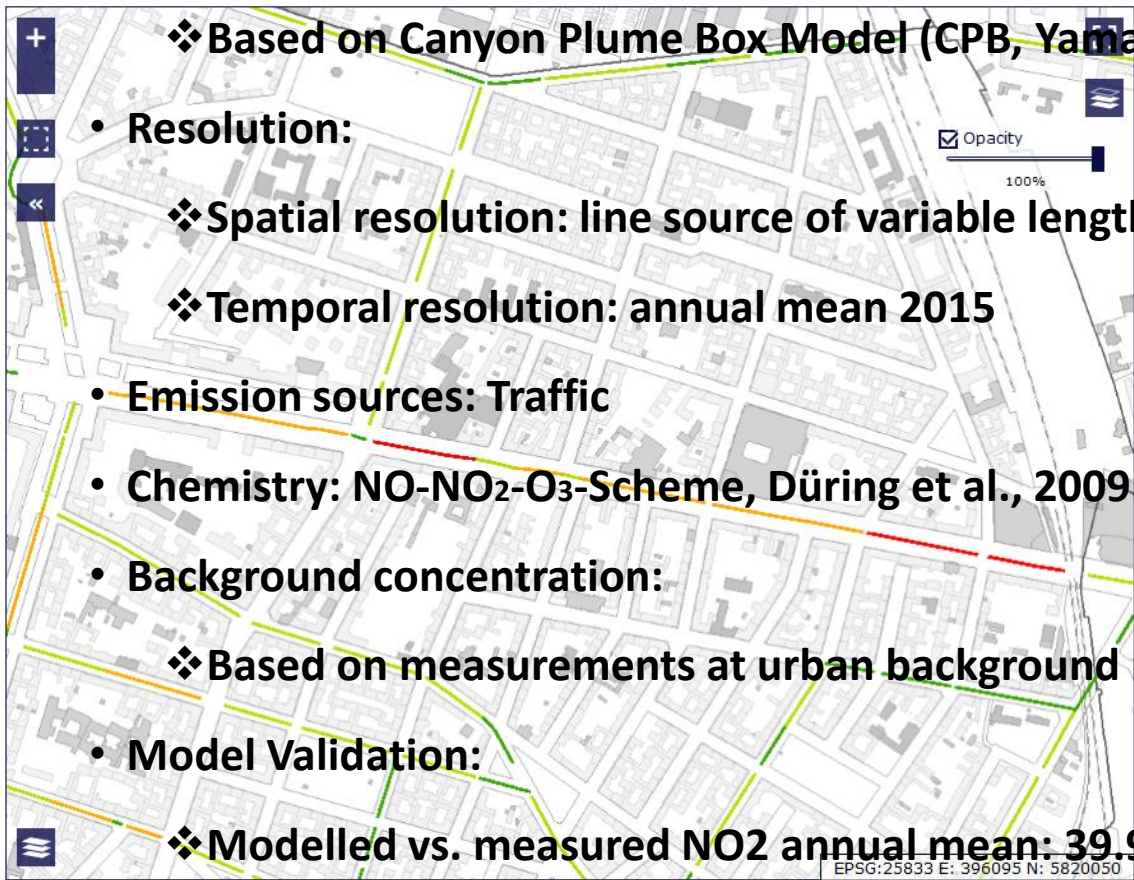 ❖Based on Canyon Plume Box Model (CPB,
• Resolution:
Opacity
100%
❖Spatial resolution: line source of variable
❖Temporal resolution: annual mean 2015
• Emission sources: Traffic
• Chemistry: NO-NO2-O3-Scheme, Düring et al., 2009
• Background concentration:
❖Based on measurements at urban background
• Model Validation:
❖Modelled vs. measured NO2 annual mean: 39.9
EPSG:25833 E: 396095 N: 5820050